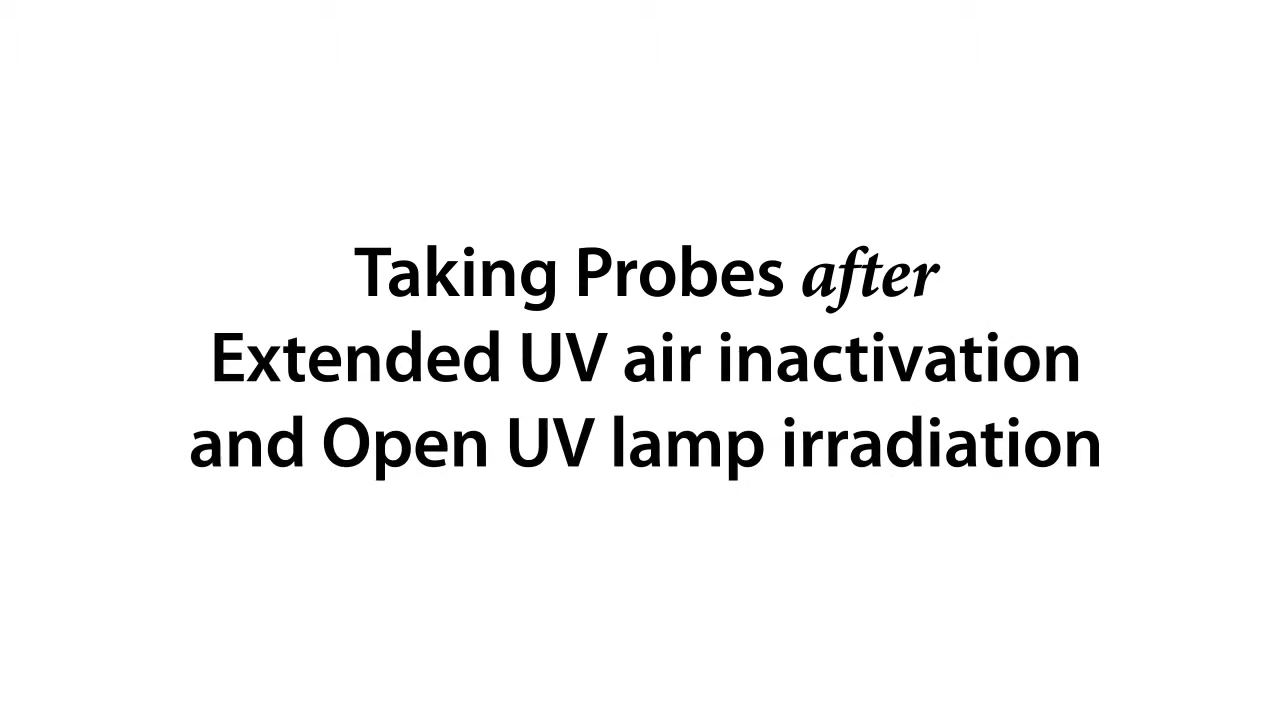 Taking Probes after
Extended UV air inactivation
and Open UV lamp irradiation